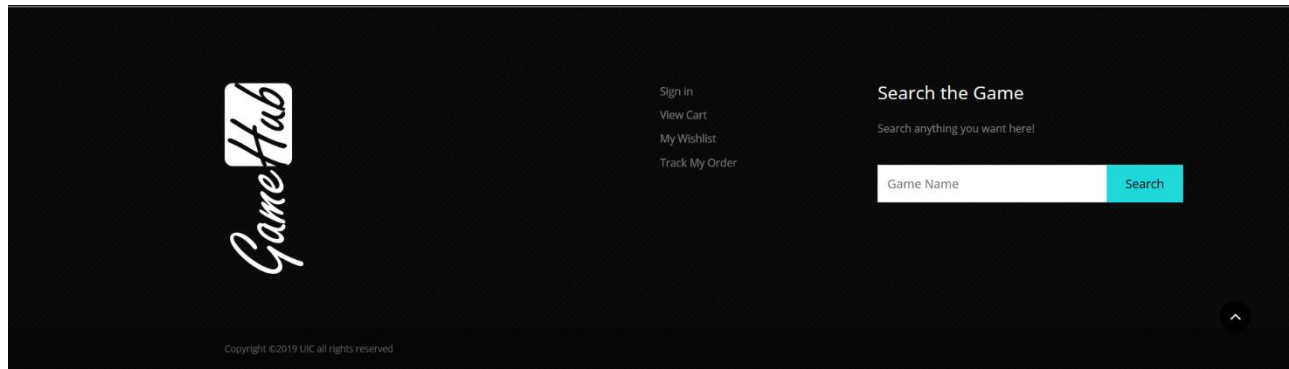 GameHub
Sign in
View Cart
My Wishlist
Track My Order
Search the Game
Search anything you want here!
Game Name
Search
Copyright ©2019 UIC all rights reserved